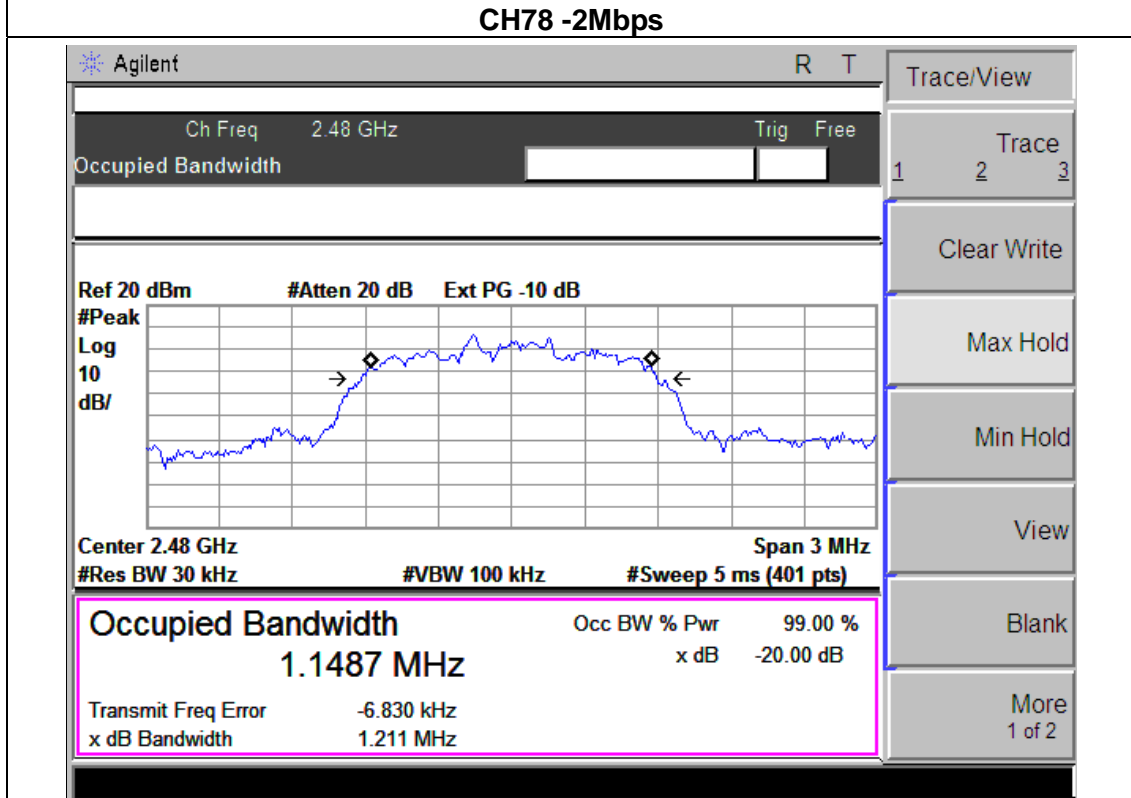 CH78 -2Mbps
Agilent R T
Ch Freq 2.48 GHz Trig Free
Occupied Bandwidth
Ref 20 dBm #Atten 20 dB Ext PG -10 dB
#Peak
Log
10
dB/
Center 2.48 GHz Span 3 MHz
#Res BW 30 kHz #VBW 100 kHz #Sweep 5 ms (401 pts)
Occupied Bandwidth Occ BW % Pwr 99.00 %
1.1487 MHz x dB -20.00 dB
Transmit Freq Error -6.830 kHz
x dB Bandwidth 1.211 MHz
Trace/View
Trace
1 2 3
Clear Write
Max Hold
Min Hold
View
Blank
More
1 of 2